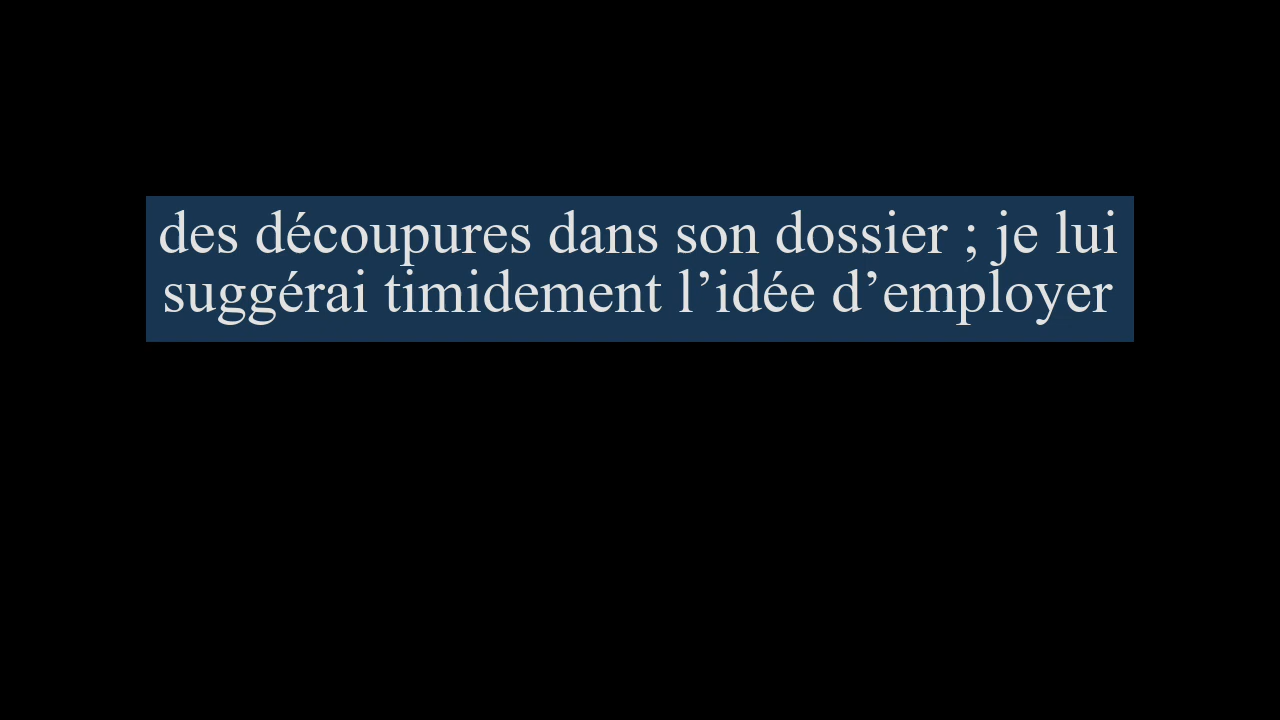 des découpures dans son dossier ; je lui
suggérai timidement l’idée d’employer